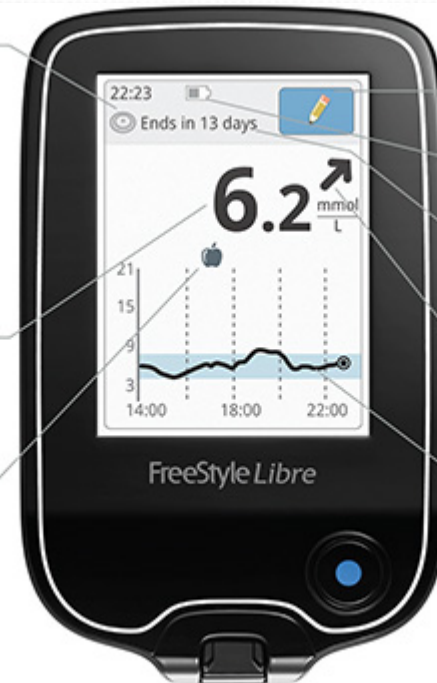 22:23
Ends in 13 days
6.2 mmol/L
21
15
9
3
14:00 18:00 22:00
FreeStyle Libre